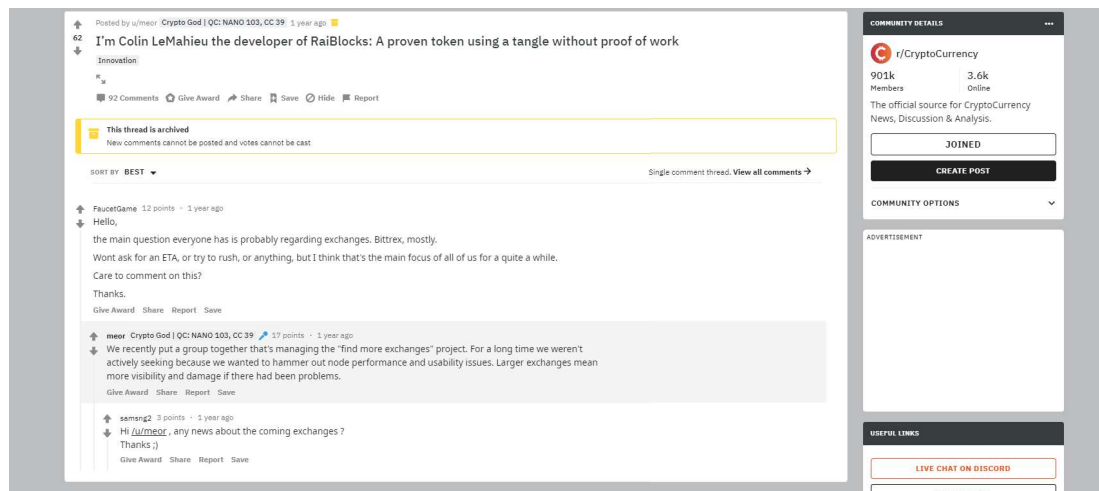 Posted by u/meor Crypto God | QC: NANO 103, CC 39 1 year ago
62
I'm Colin LeMahieu the developer of RaiBlocks: A proven token using a tangle without proof of work
Innovation
92 Comments Give Award Share Save Hide Report
This thread is archived
New comments cannot be posted and votes cannot be cast
SORT BY BEST
Single comment thread. View all comments →
FaucetGame 12 points · 1 year ago
Hello,
the main question everyone has is probably regarding exchanges. Bittrex, mostly.
Wont ask for an ETA, or try to rush, or anything, but I think that's the main focus of all of us for a quite a while.
Care to comment on this?
Thanks.
Give Award Share Report Save
meor Crypto God | QC: NANO 103, CC 39 17 points · 1 year ago
We recently put a group together that's managing the "find more exchanges" project. For a long time we weren't
actively seeking because we wanted to hammer out node performance and usability issues. Larger exchanges mean
more visibility and damage if there had been problems.
Give Award Share Report Save
samsng2 3 points · 1 year ago
Hi /u/meor , any news about the coming exchanges ?
Thanks ;)
Give Award Share Report Save
COMMUNITY DETAILS
r/CryptoCurrency
901k 3.6k
Members Online
The official source for CryptoCurrency
News, Discussion & Analysis.
JOINED
CREATE POST
COMMUNITY OPTIONS
ADVERTISEMENT
USEFUL LINKS
LIVE CHAT ON DISCORD